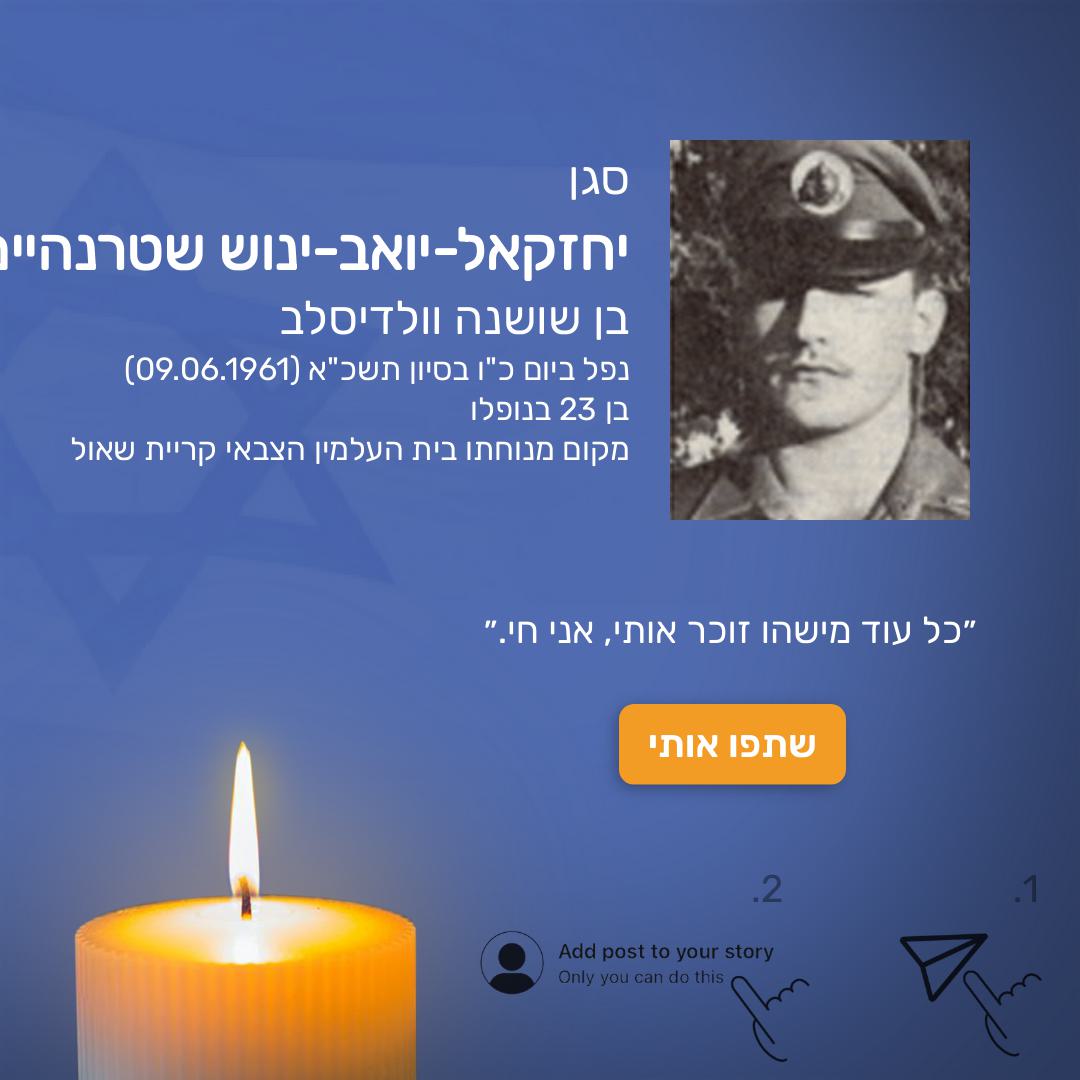 סגן
יחזקאל-יואב-ינוש שטרנהיים
בן שושנה וולדיסלב
נפל ביום כ"ו בסיון תשכ"א (09.06.1961)
בן 23 בנופלו
מקום מנוחתו בית העלמין הצבאי קריית שאול
״כל עוד מישהו זוכר אותי, אני חי.״
שתפו אותי
.1
.2
Add post to your story
Only you can do this